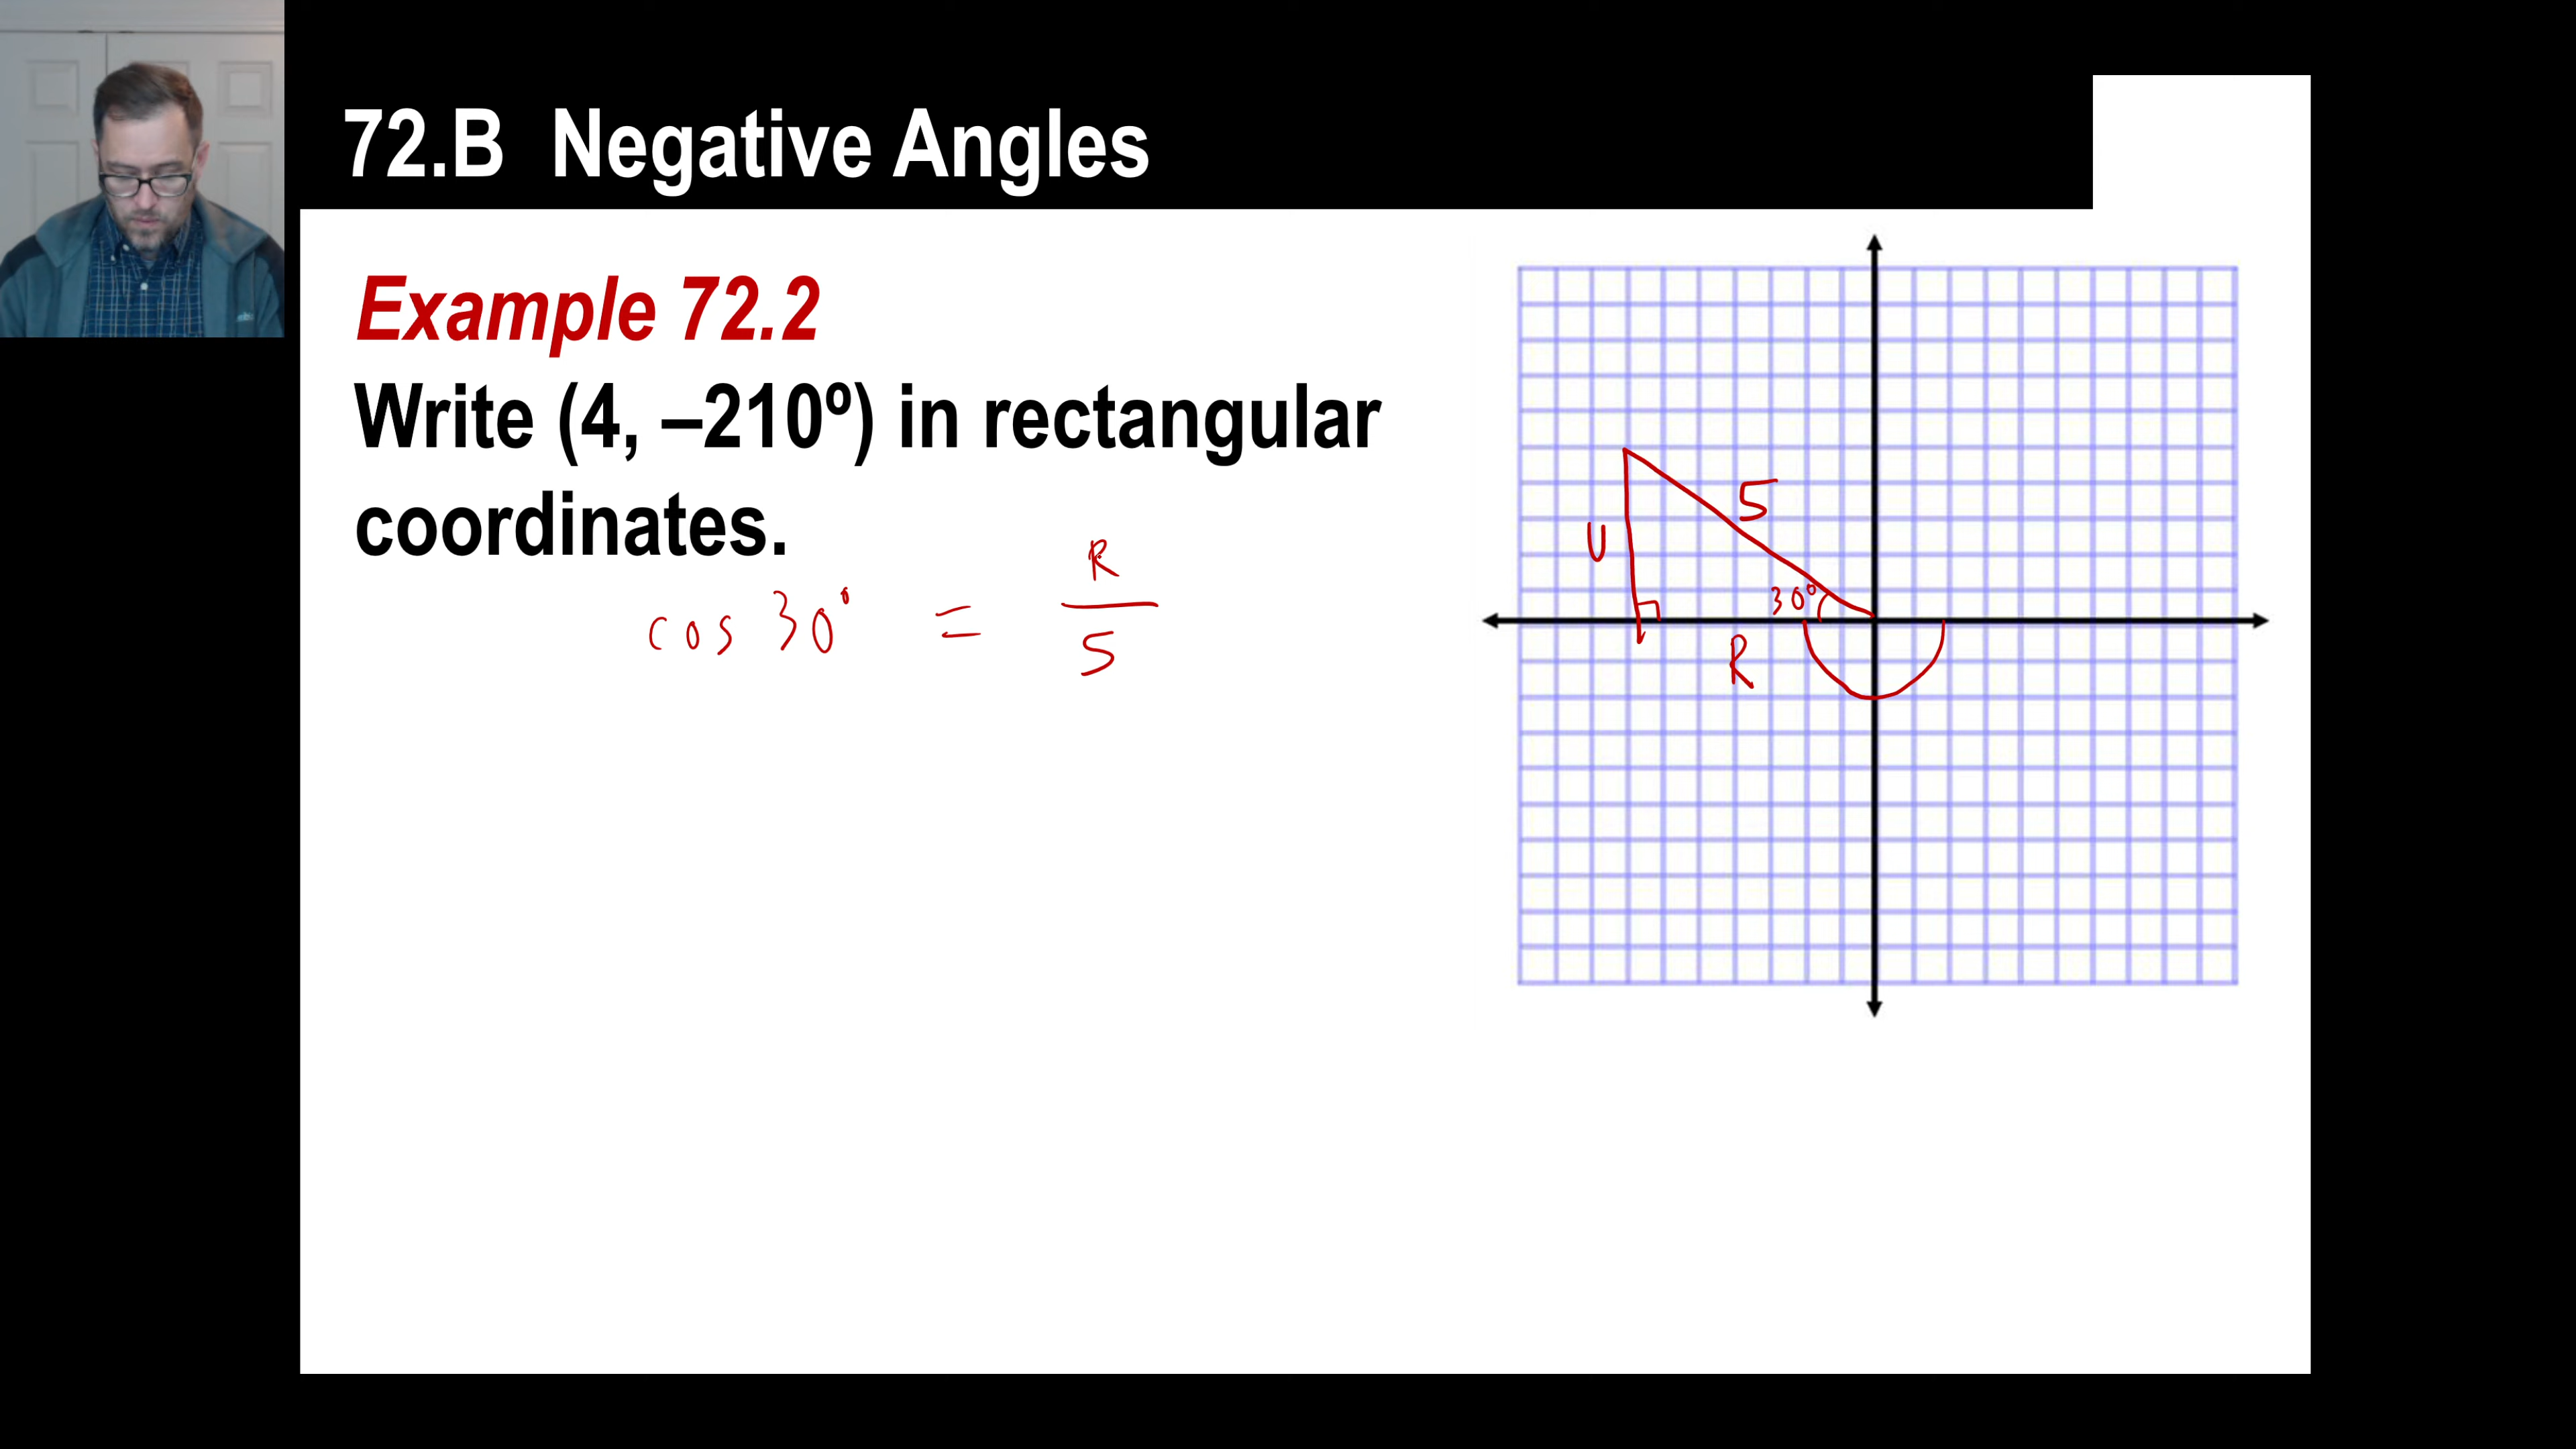 72.B Negative Angles
Example 72.2
Write (4, –210º) in rectangular
coordinates.
cos 30° = R/5
5
U
30°
R